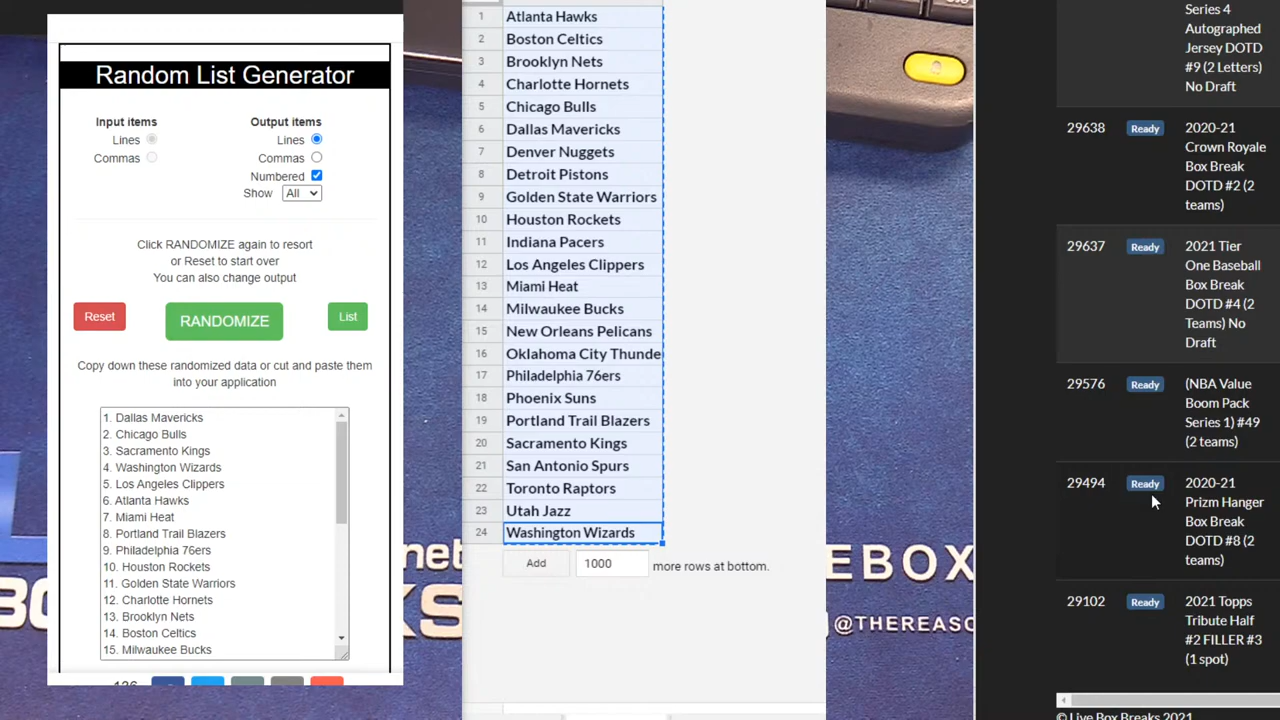 Random List Generator
Input items
Output items
Lines
Lines
Commas
Commas
Numbered
Show All
Click RANDOMIZE again to resort
or Reset to start over
You can also change output
Reset
RANDOMIZE
List
Copy down these randomized data or cut and paste them
into your application
1. Dallas Mavericks
2. Chicago Bulls
3. Sacramento Kings
4. Washington Wizards
5. Los Angeles Clippers
6. Atlanta Hawks
7. Miami Heat
8. Portland Trail Blazers
9. Philadelphia 76ers
10. Houston Rockets
11. Golden State Warriors
12. Charlotte Hornets
13. Brooklyn Nets
14. Boston Celtics
15. Milwaukee Bucks
1 Atlanta Hawks
2 Boston Celtics
3 Brooklyn Nets
4 Charlotte Hornets
5 Chicago Bulls
6 Dallas Mavericks
7 Denver Nuggets
8 Detroit Pistons
9 Golden State Warriors
10 Houston Rockets
11 Indiana Pacers
12 Los Angeles Clippers
13 Miami Heat
14 Milwaukee Bucks
15 New Orleans Pelicans
16 Oklahoma City Thunde
17 Philadelphia 76ers
18 Phoenix Suns
19 Portland Trail Blazers
20 Sacramento Kings
21 San Antonio Spurs
22 Toronto Raptors
23 Utah Jazz
24 Washington Wizards
Add 1000 more rows at bottom.
EBOX
@THEREASO
Series 4
Autographed
Jersey DOTD
#9 (2 Letters)
No Draft
29638 Ready 2020-21
Crown Royale
Box Break
DOTD #2 (2
teams)
29637 Ready 2021 Tier
One Baseball
Box Break
DOTD #4 (2
Teams) No
Draft
29576 Ready (NBA Value
Boom Pack
Series 1) #49
(2 teams)
29494 Ready 2020-21
Prizm Hanger
Box Break
DOTD #8 (2
teams)
29102 Ready 2021 Topps
Tribute Half
#2 FILLER #3
(1 spot)
© Live Box Breaks 2021